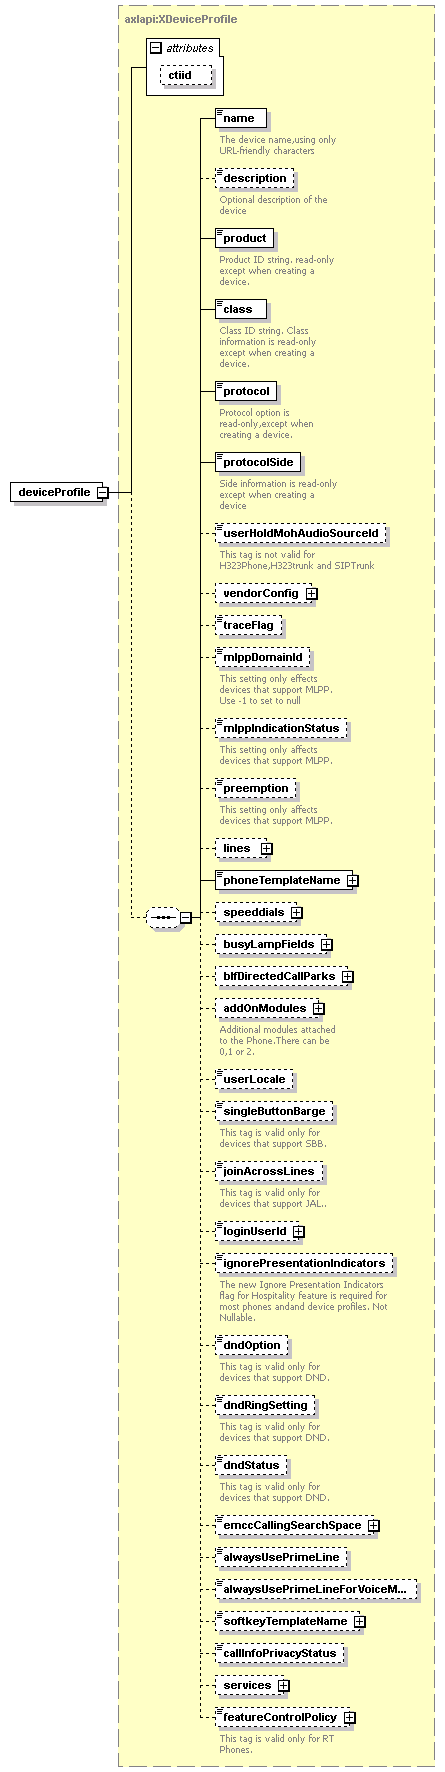 axlapi:XDeviceProfile
attributes
ctiid
name
The device name,using only
URL-friendly characters
description
Optional description of the
device
product
Product ID string. read-only
except when creating a
device.
class
Class ID string. Class
information is read-only
except when creating a
device.
protocol
Protocol option is
read-only,except when
creating a device.
protocolSide
Side information is read-only
except when creating a
device
deviceProfile
userHoldMohAudioSourceId
This tag is not valid for
H323Phone,H323trunk and SIPTrunk
vendorConfig
traceFlag
mlppDomainId
This setting only effects
devices that support MLPP.
Use -1 to set to null
mlppIndicationStatus
This setting only affects
devices that support MLPP.
preemption
This setting only affects
devices that support MLPP.
lines
phoneTemplateName
speeddials
busyLampFields
blfDirectedCallParks
addOnModules
Additional modules attached
to the Phone.There can be
0,1 or 2.
userLocale
singleButtonBarge
This tag is valid only for
devices that support SBB.
joinAcrossLines
This tag is valid only for
devices that support JAL..
loginUserId
ignorePresentationIndicators
The new Ignore Presentation Indicators
flag for Hospitality feature is required for
most phones andand device profiles. Not
Nullable.
dndOption
This tag is valid only for
devices that support DND.
dndRingSetting
This tag is valid only for
devices that support DND.
dndStatus
This tag is valid only for
devices that support DND.
emccCallingSearchSpace
alwaysUsePrimeLine
alwaysUsePrimeLineForVoiceM...
softkeyTemplateName
callInfoPrivacyStatus
services
featureControlPolicy
This tag is valid only for RT
Phones.